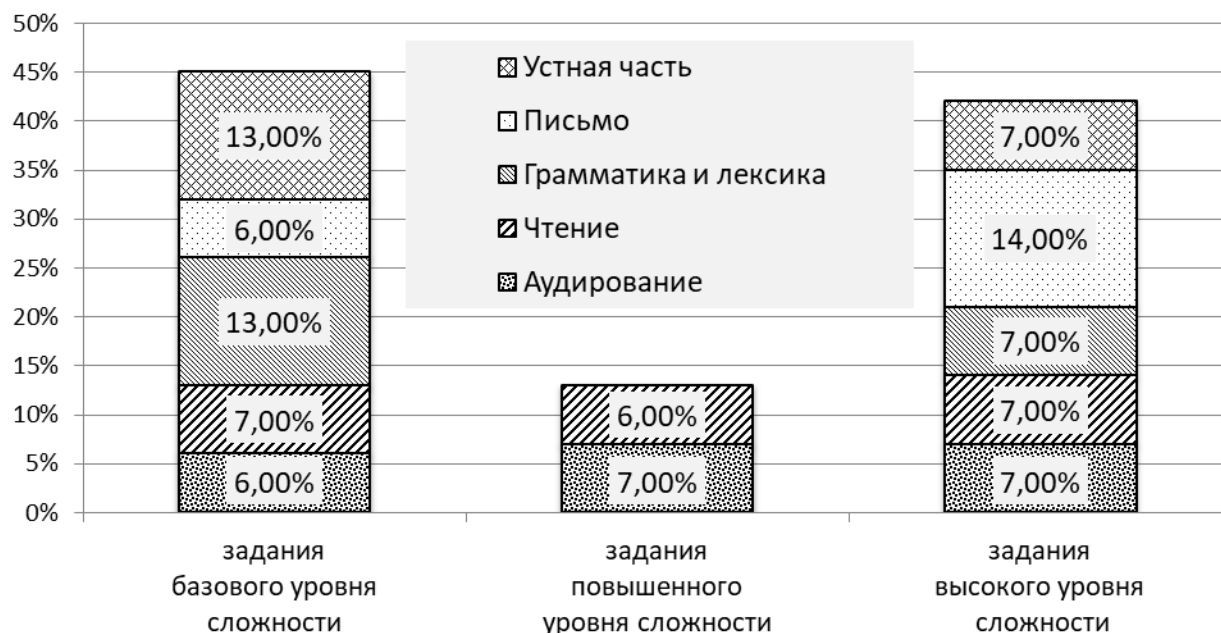 50%
45%
40%
35%
30%
25%
20%
15%
10%
5%
0%
Устная часть
Письмо
Грамматика и лексика
Чтение
Аудирование
13,00%
6,00%
13,00%
7,00%
6,00%
6,00%
7,00%
7,00%
14,00%
7,00%
7,00%
7,00%
задания
базового уровня
сложности
задания
повышенного
уровня сложности
задания
высокого уровня
сложности